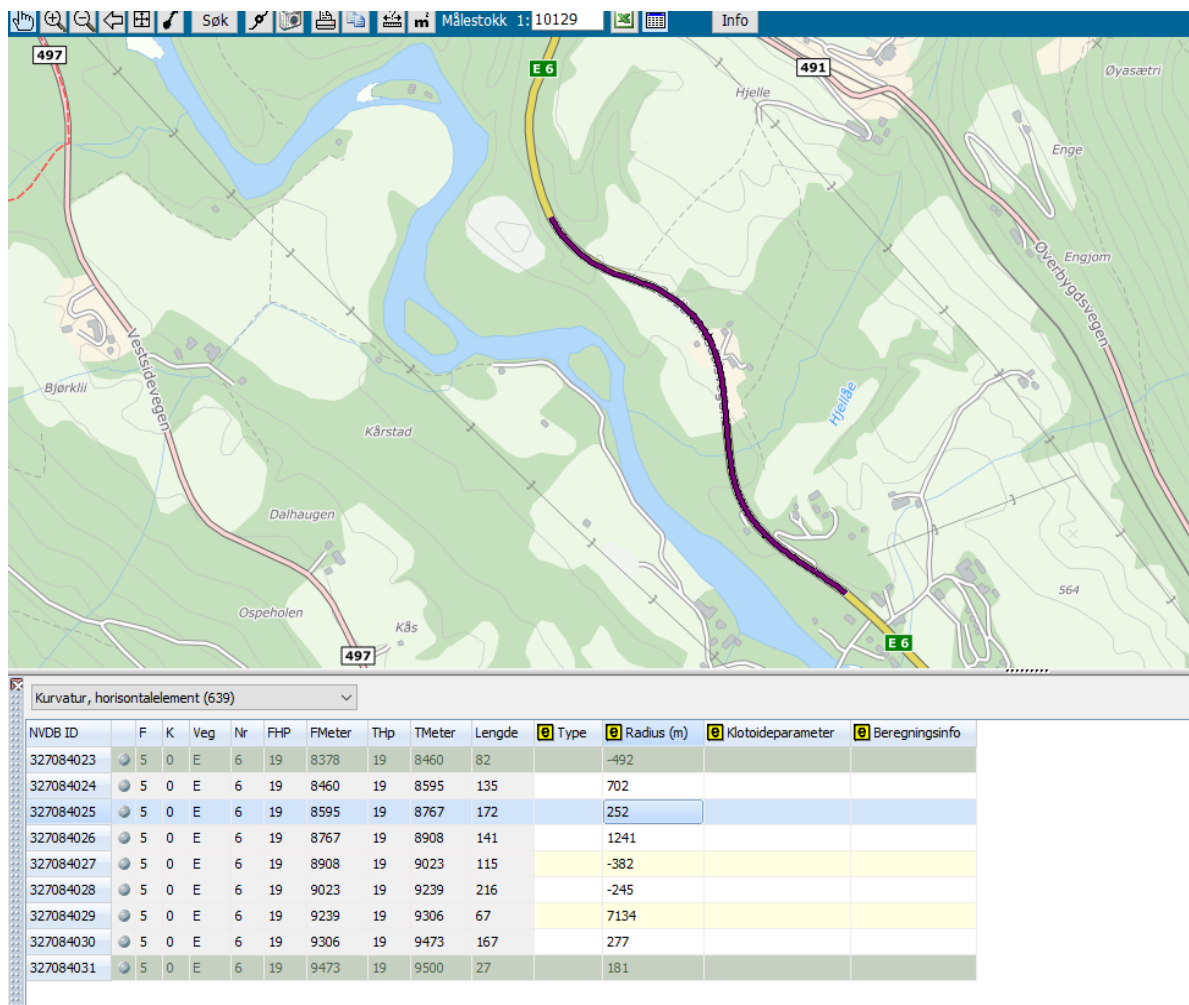 Søk Målestokk 1: 10129 Info
497
E 6
491
Øyasætri
Hjelle
Enge
Engjom
Øverbygdsvegen
Vestsidevegen
Bjørklii
Hjellåe
Kårstad
Dalhaugen
564
Ospeholen
Kås
E 6
497
Kurvatur, horisontalelement (639)
NVDB ID F K Veg Nr FHP FMeter THp TMeter Lengde e Type e Radius (m) e Klotoideparameter e Beregningsinfo
327084023 5 0 E 6 19 8378 19 8460 82 -492
327084024 5 0 E 6 19 8460 19 8595 135 702
327084025 5 0 E 6 19 8595 19 8767 172 252
327084026 5 0 E 6 19 8767 19 8908 141 1241
327084027 5 0 E 6 19 8908 19 9023 115 -382
327084028 5 0 E 6 19 9023 19 9239 216 -245
327084029 5 0 E 6 19 9239 19 9306 67 7134
327084030 5 0 E 6 19 9306 19 9473 167 277
327084031 5 0 E 6 19 9473 19 9500 27 181